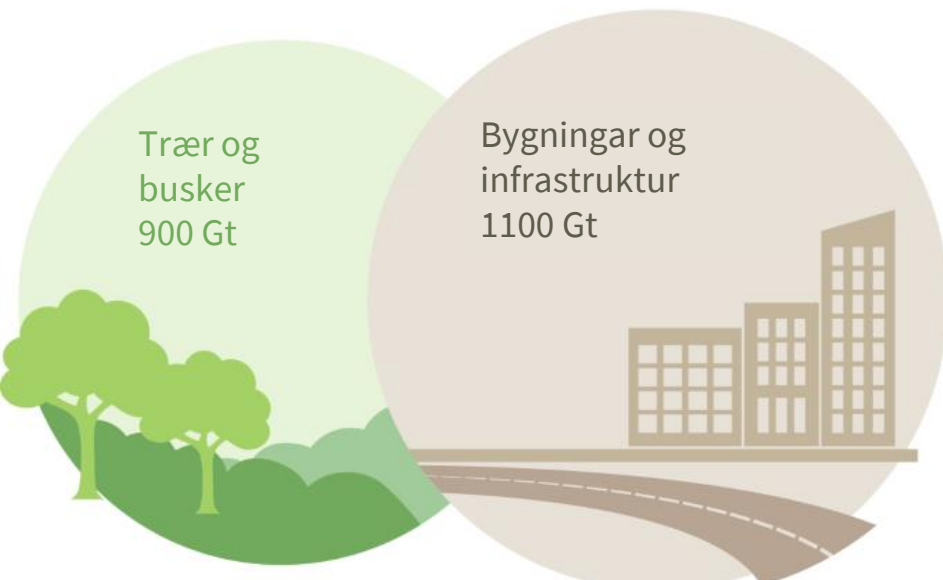 Trær og
busker
900 Gt
Bygningar og
infrastruktur
1100 Gt